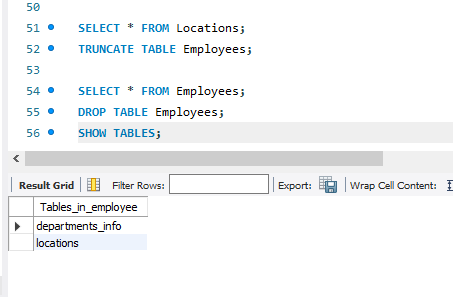 50
51 SELECT * FROM Locations;
52 TRUNCATE TABLE Employees;
53
54 SELECT * FROM Employees;
55 DROP TABLE Employees;
56 SHOW TABLES;
Result Grid Filter Rows: Export: Wrap Cell Content:
Tables_in_employee
departments_info
locations